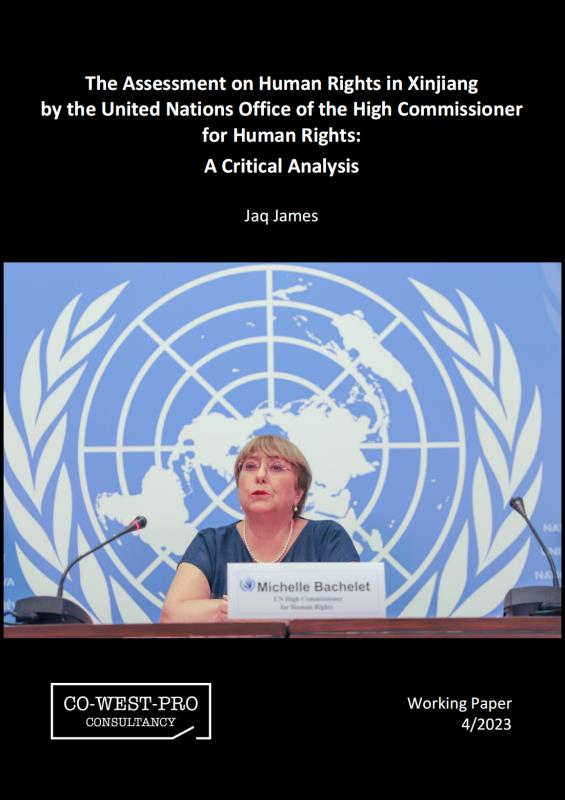 The Assessment on Human Rights in Xinjiang
by the United Nations Office of the High Commissioner
for Human Rights:
A Critical Analysis
Jaq James
Michelle Bachelet
UN High Commissioner
for Human Rights
CO-WEST-PRO
CONSULTANCY
Working Paper
4/2023